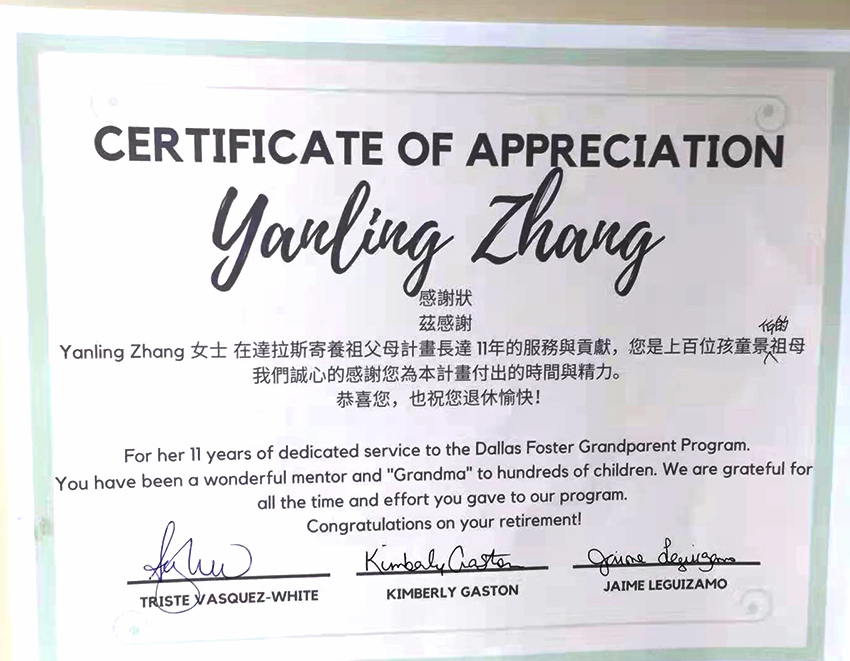 CERTIFICATE OF APPRECIATION
Yanling Zhang
感謝狀
茲感謝
Yanling Zhang 女士 在達拉斯寄養祖父母計畫長達 11年的服務與貢獻，您是上百位孩童景祖母
我們誠心的感謝您為本計畫付出的時間與精力。
恭喜您，也祝您退休愉快!
For her 11 years of dedicated service to the Dallas Foster Grandparent Program.
You have been a wonderful mentor and "Grandma" to hundreds of children. We are grateful for
all the time and effort you gave to our program.
Congratulations on your retirement!
Kimberly Gaston
Jaime Leguizamo
TRISTE VASQUEZ-WHITE
KIMBERLY GASTON
JAIME LEGUIZAMO